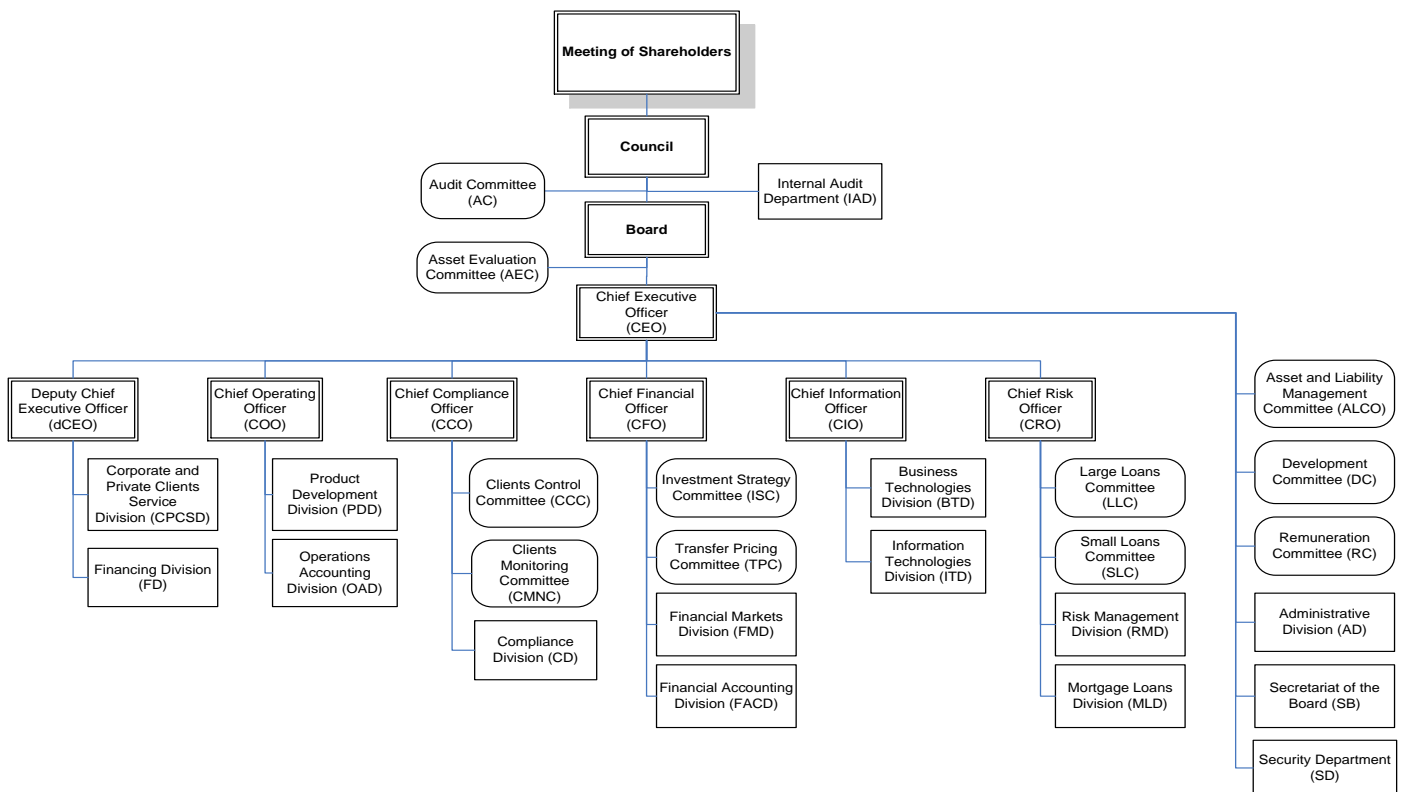 Meeting of Shareholders
Council
Audit Committee
(AC)
Internal Audit
Department (IAD)
Board
Asset Evaluation
Committee (AEC)
Chief Executive
Officer
(CEO)
Deputy Chief
Executive Officer
(dCEO)
Chief Operating
Officer
(COO)
Chief Compliance
Officer
(CCO)
Chief Financial
Officer
(CFO)
Chief Information
Officer
(CIO)
Chief Risk
Officer
(CRO)
Corporate and
Private Clients
Service
Division (CPCSD)
Financing Division
(FD)
Product
Development
Division (PDD)
Operations
Accounting
Division (OAD)
Clients Control
Committee (CCC)
Clients
Monitoring
Committee
(CMNC)
Compliance
Division (CD)
Investment Strategy
Committee (ISC)
Transfer Pricing
Committee (TPC)
Financial Markets
Division (FMD)
Financial Accounting
Division (FACD)
Business
Technologies
Division (BTD)
Information
Technologies
Division (ITD)
Large Loans
Committee
(LLC)
Small Loans
Committee
(SLC)
Risk Management
Division (RMD)
Mortgage Loans
Division (MLD)
Asset and Liability
Management
Committee (ALCO)
Development
Committee (DC)
Remuneration
Committee (RC)
Administrative
Division (AD)
Secretariat of the
Board (SB)
Security Department
(SD)